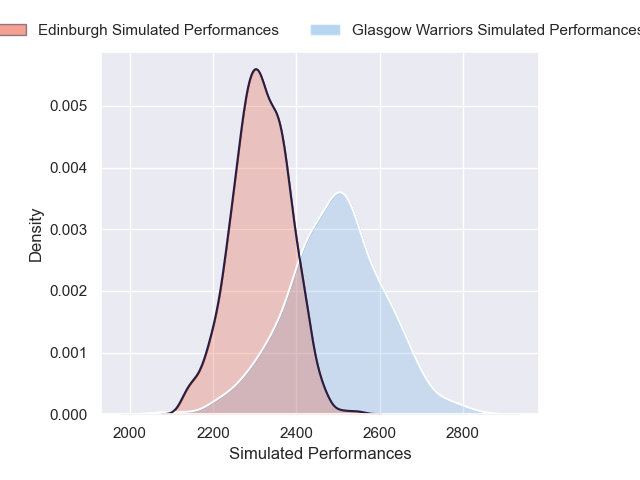 Edinburgh Simulated Performances
Glasgow Warriors Simulated Performances
0.005
0.004
0.003
0.002
0.001
0.000
Density
2000 2200 2400 2600 2800
Simulated Performances